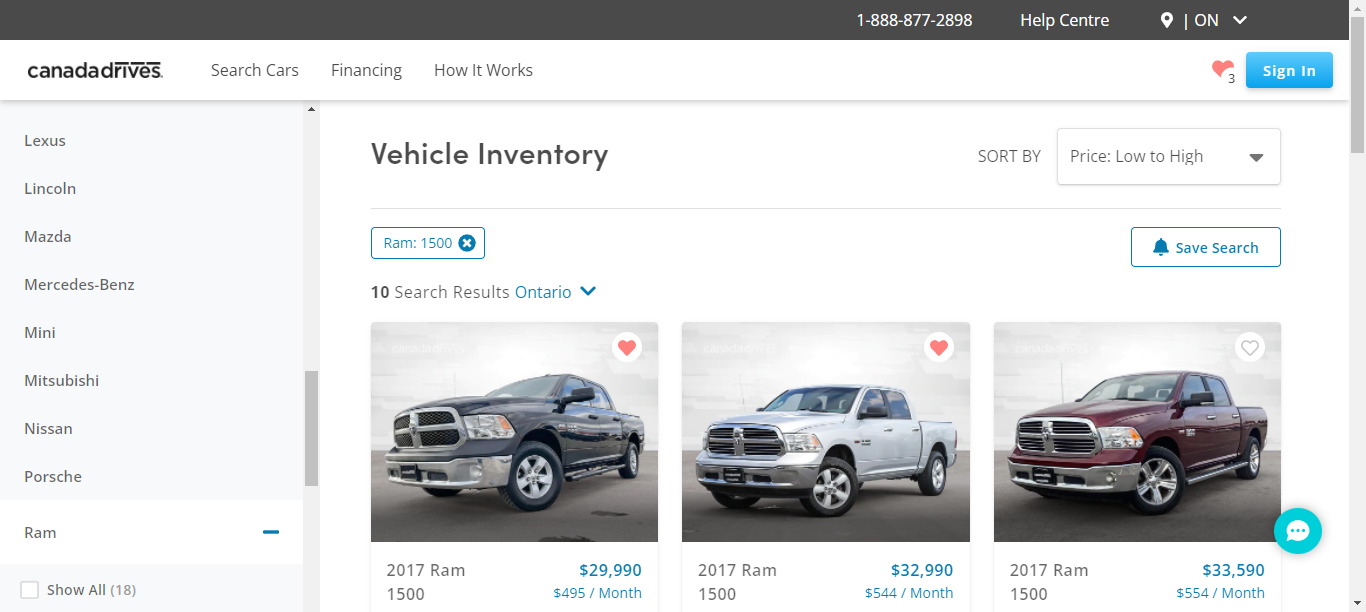 1-888-877-2898 Help Centre | ON
canadadrives.
Search Cars Financing How It Works
3
Sign In
Lexus
Lincoln
Mazda
Mercedes-Benz
Mini
Mitsubishi
Nissan
Porsche
Ram
Show All (18)
Vehicle Inventory
SORT BY Price: Low to High
Ram: 1500
Save Search
10 Search Results Ontario
canadadrives
canadadrives
canadadrives
2017 Ram $29,990
1500 $495 / Month
2017 Ram $32,990
1500 $544 / Month
2017 Ram $33,590
1500 $554 / Month